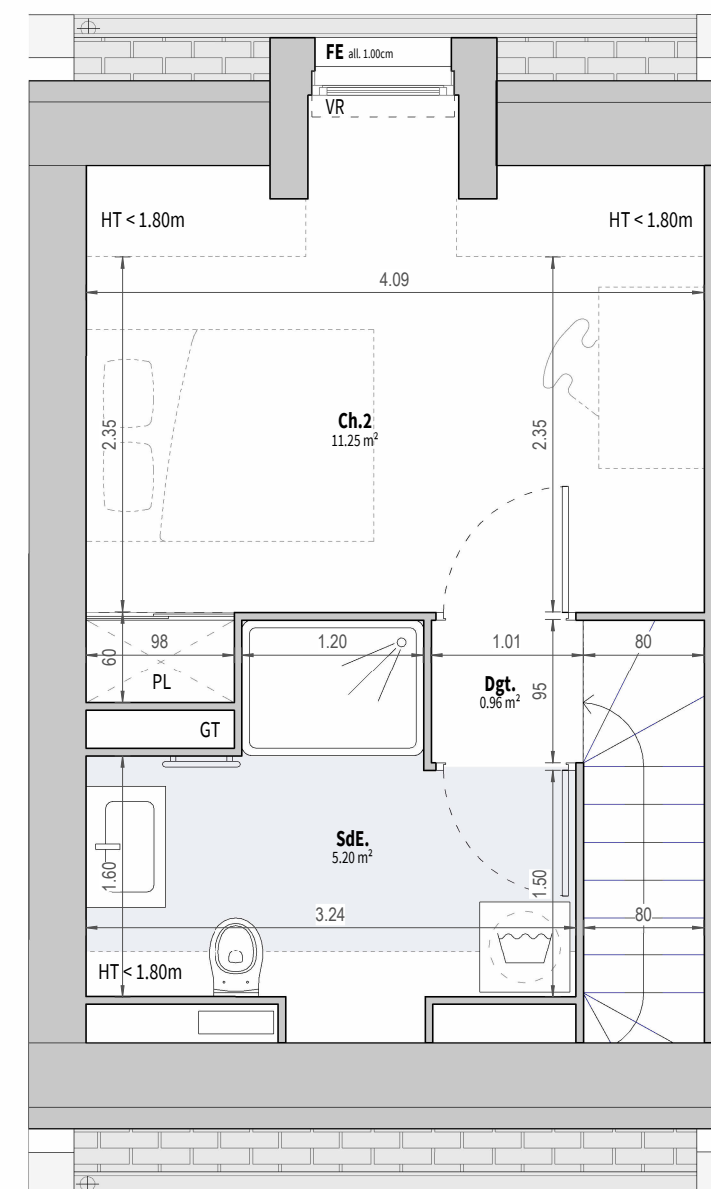 FE all. 1.00cm
VR
HT < 1.80m
HT < 1.80m
4.09
2.35
2.35
Ch.2
11.25 m²
98
1.20
1.01
80
60
PL
Dgt.
0.96 m²
95
GT
SdE.
5.20 m²
1.60
1.50
3.24
80
HT < 1.80m